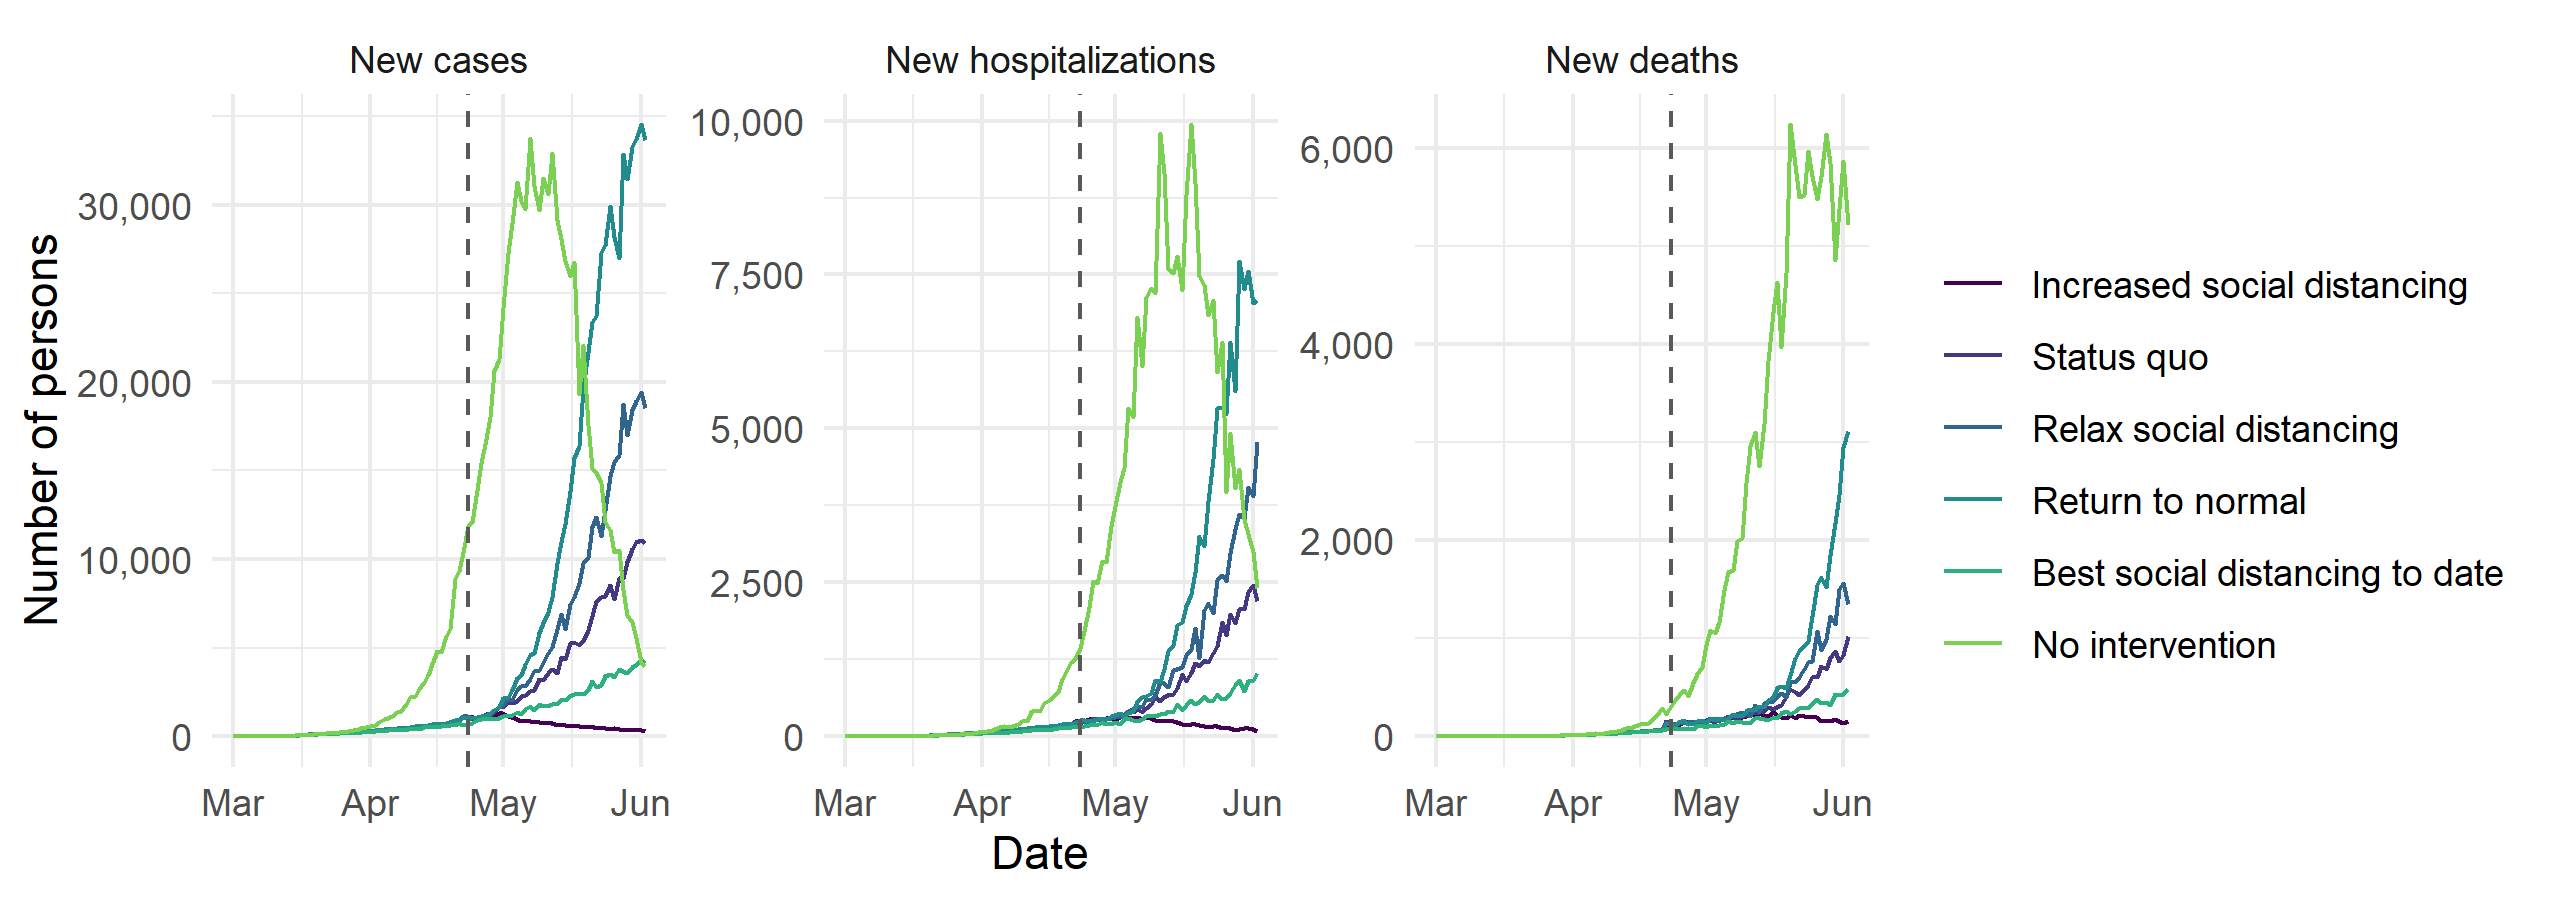 New cases
New hospitalizations
New deaths
Number of persons
30,000
20,000
10,000
0
10,000
7,500
5,000
2,500
0
6,000
4,000
2,000
0
Mar Apr May Jun
Mar Apr May Jun
Mar Apr May Jun
Date
Increased social distancing
Status quo
Relax social distancing
Return to normal
Best social distancing to date
No intervention